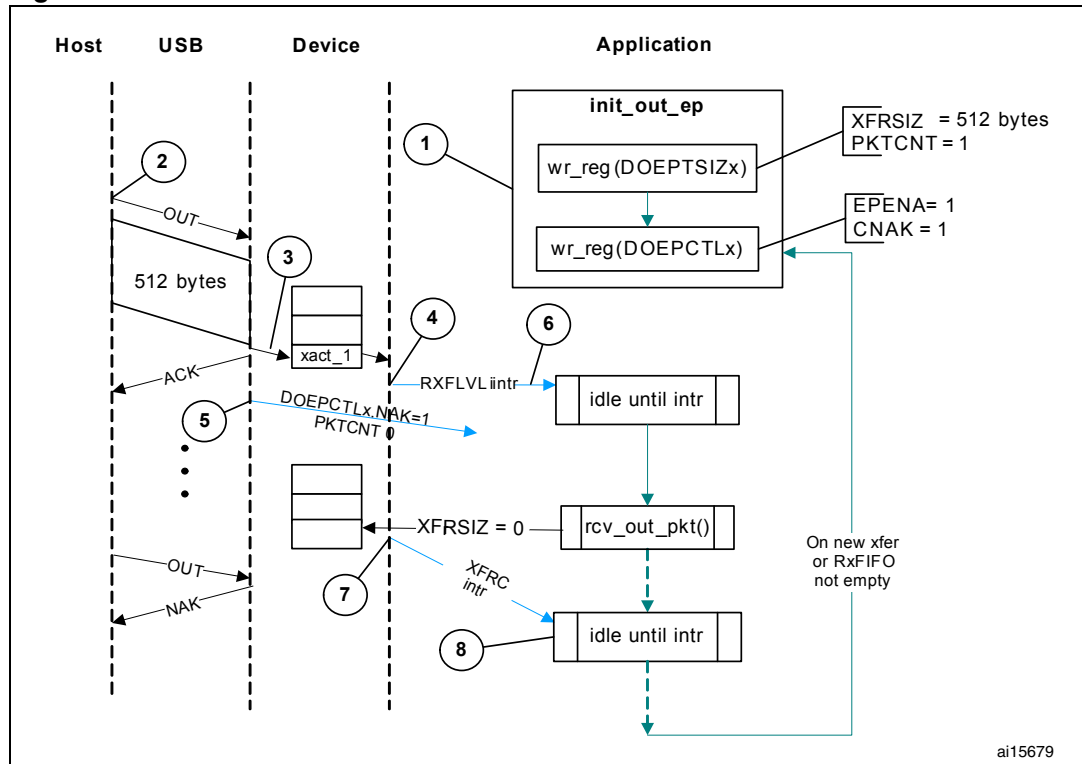 Host USB Device Application
init_out_ep
XFRSIZ = 512 bytes
PKTCNT = 1
1
wr_reg(DOEPTSIZx)
2
EPENA= 1
CNAK = 1
OUT
wr_reg(DOEPCTLx)
3
512 bytes
4
6
xact_1
ACK
RXFLVL iintr
idle until intr
5
DOEPCTLx.NAK=1
PKTCNT 0
XFRSIZ = 0
rcv_out_pkt()
On new xfer
or RxFIFO
not empty
OUT
XFRC
intr
7
NAK
8
idle until intr
ai15679